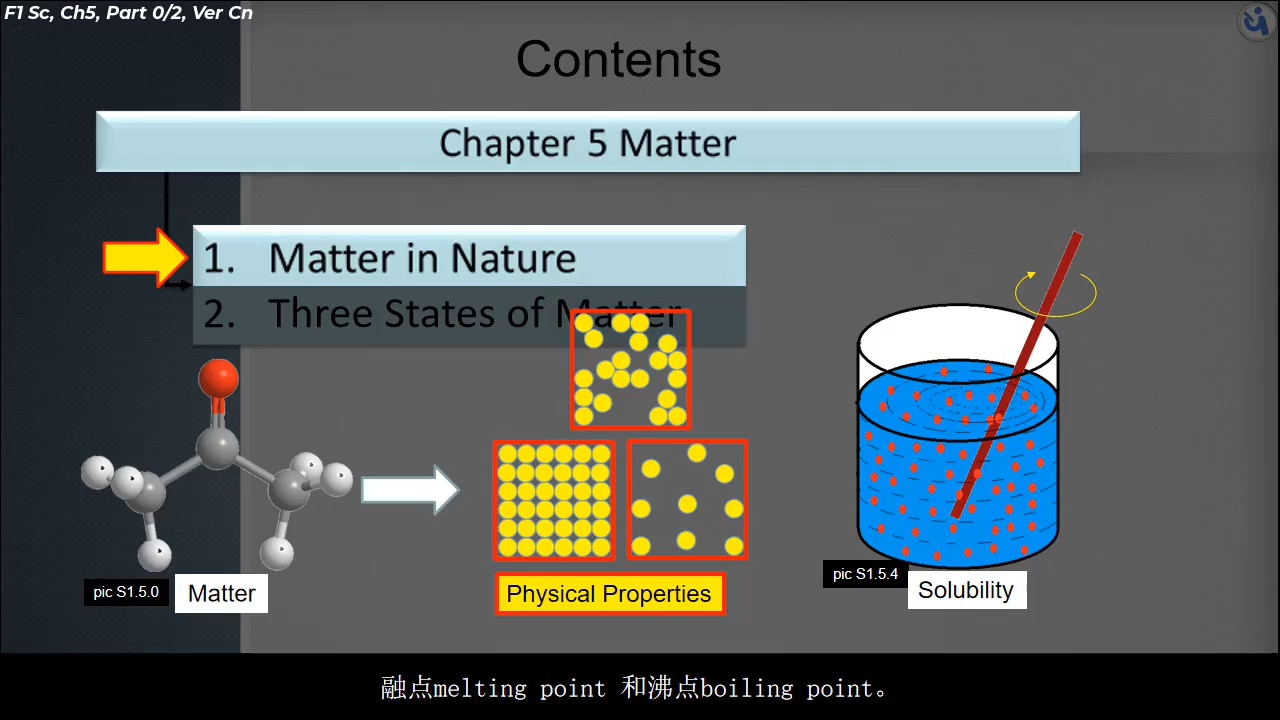 F1 Sc, Ch5, Part 0/2, Ver Cn
Contents
Chapter 5 Matter
1. Matter in Nature
2. Three States of Matter
pic S1.5.0
Matter
Physical Properties
pic S1.5.4
Solubility
融点melting point 和沸点boiling point。